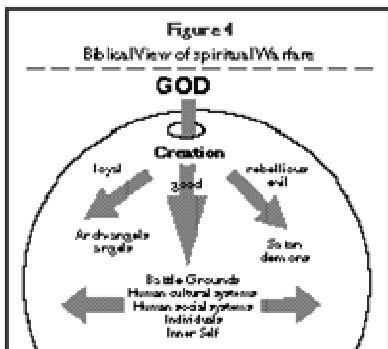 Figure 4
Biblical View of spiritual Warfare
GOD
Creation
loyal
good
rebellious
evil
Archangels
angels
Satan
demons
Battle Grounds
Human cultural systems
Human social systems
Individuals
Inner Self